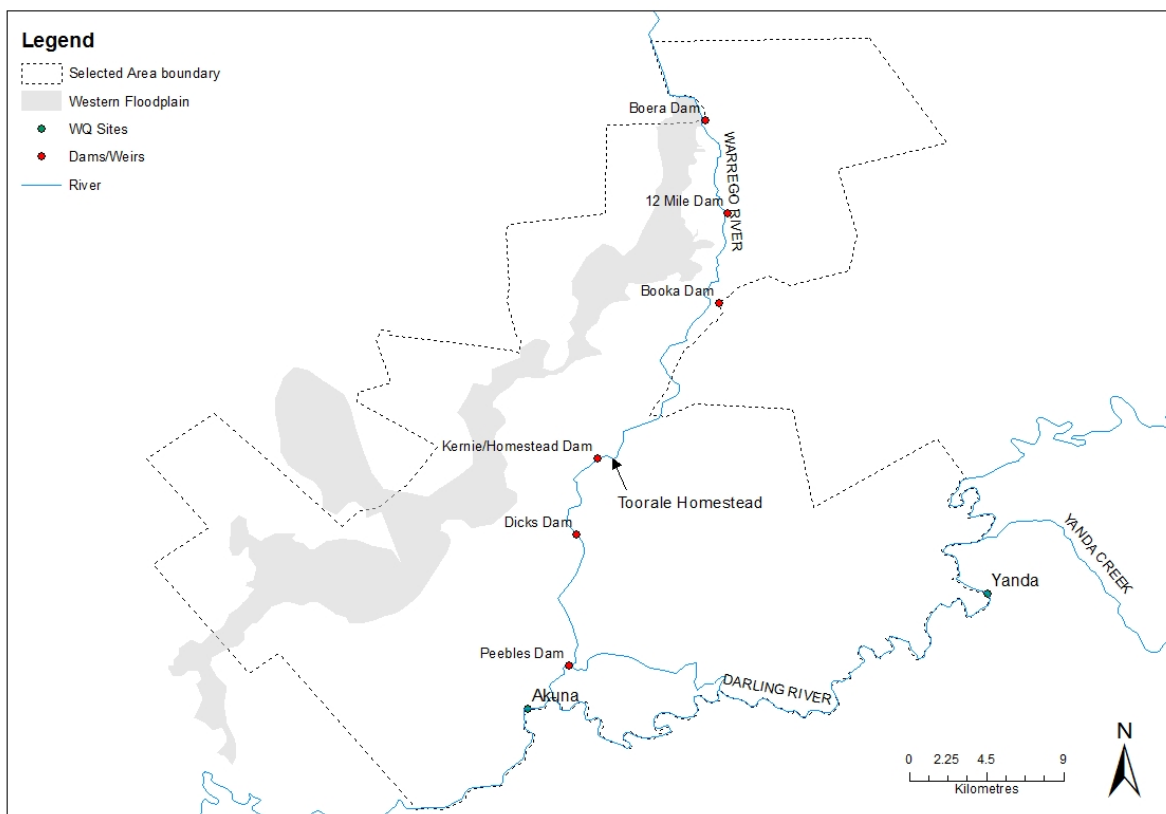 Legend
Selected Area boundary
Western Floodplain
WQ Sites
Dams/Weirs
River
Boera Dam
WARREGO RIVER
12 Mile Dam
Booka Dam
Kernie/Homestead Dam
Toorale Homestead
Dicks Dam
YANDA CREEK
Yanda
Peebles Dam
DARLING RIVER
Akuna
N
0 2.25 4.5 9
Kilometres